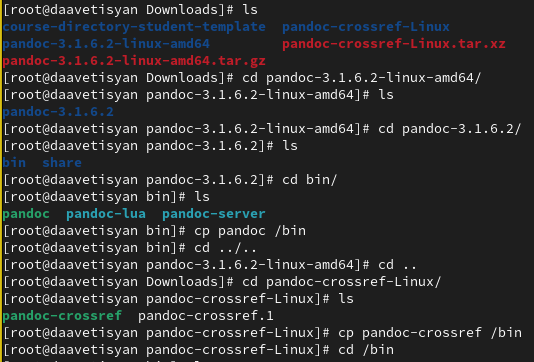 [root@daavetisyan Downloads]# ls
course-directory-student-template  pandoc-crossref-Linux
pandoc-3.1.6.2-linux-amd64         pandoc-crossref-Linux.tar.xz
pandoc-3.1.6.2-linux-amd64.tar.gz
[root@daavetisyan Downloads]# cd pandoc-3.1.6.2-linux-amd64/
[root@daavetisyan pandoc-3.1.6.2-linux-amd64]# ls
pandoc-3.1.6.2
[root@daavetisyan pandoc-3.1.6.2-linux-amd64]# cd pandoc-3.1.6.2/
[root@daavetisyan pandoc-3.1.6.2]# ls
bin  share
[root@daavetisyan pandoc-3.1.6.2]# cd bin/
[root@daavetisyan bin]# ls
pandoc  pandoc-lua  pandoc-server
[root@daavetisyan bin]# cp pandoc /bin
[root@daavetisyan bin]# cd ../..
[root@daavetisyan pandoc-3.1.6.2-linux-amd64]# cd ..
[root@daavetisyan Downloads]# cd pandoc-crossref-Linux/
[root@daavetisyan pandoc-crossref-Linux]# ls
pandoc-crossref  pandoc-crossref.1
[root@daavetisyan pandoc-crossref-Linux]# cp pandoc-crossref /bin
[root@daavetisyan pandoc-crossref-Linux]# cd /bin